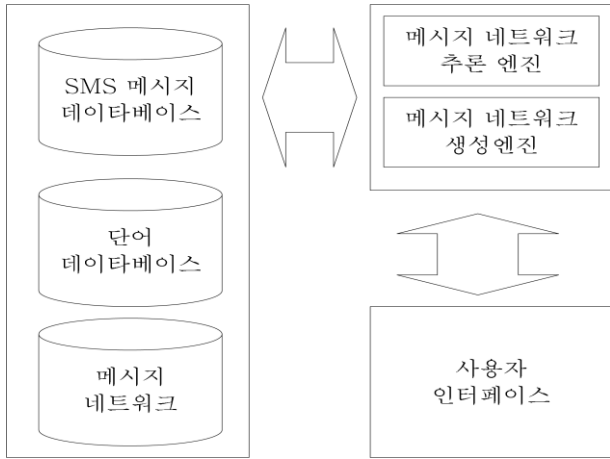 SMS 메시지
데이타베이스
단어
데이타베이스
메시지
네트워크
메시지 네트워크
추론 엔진
메시지 네트워크
생성엔진
사용자
인터페이스